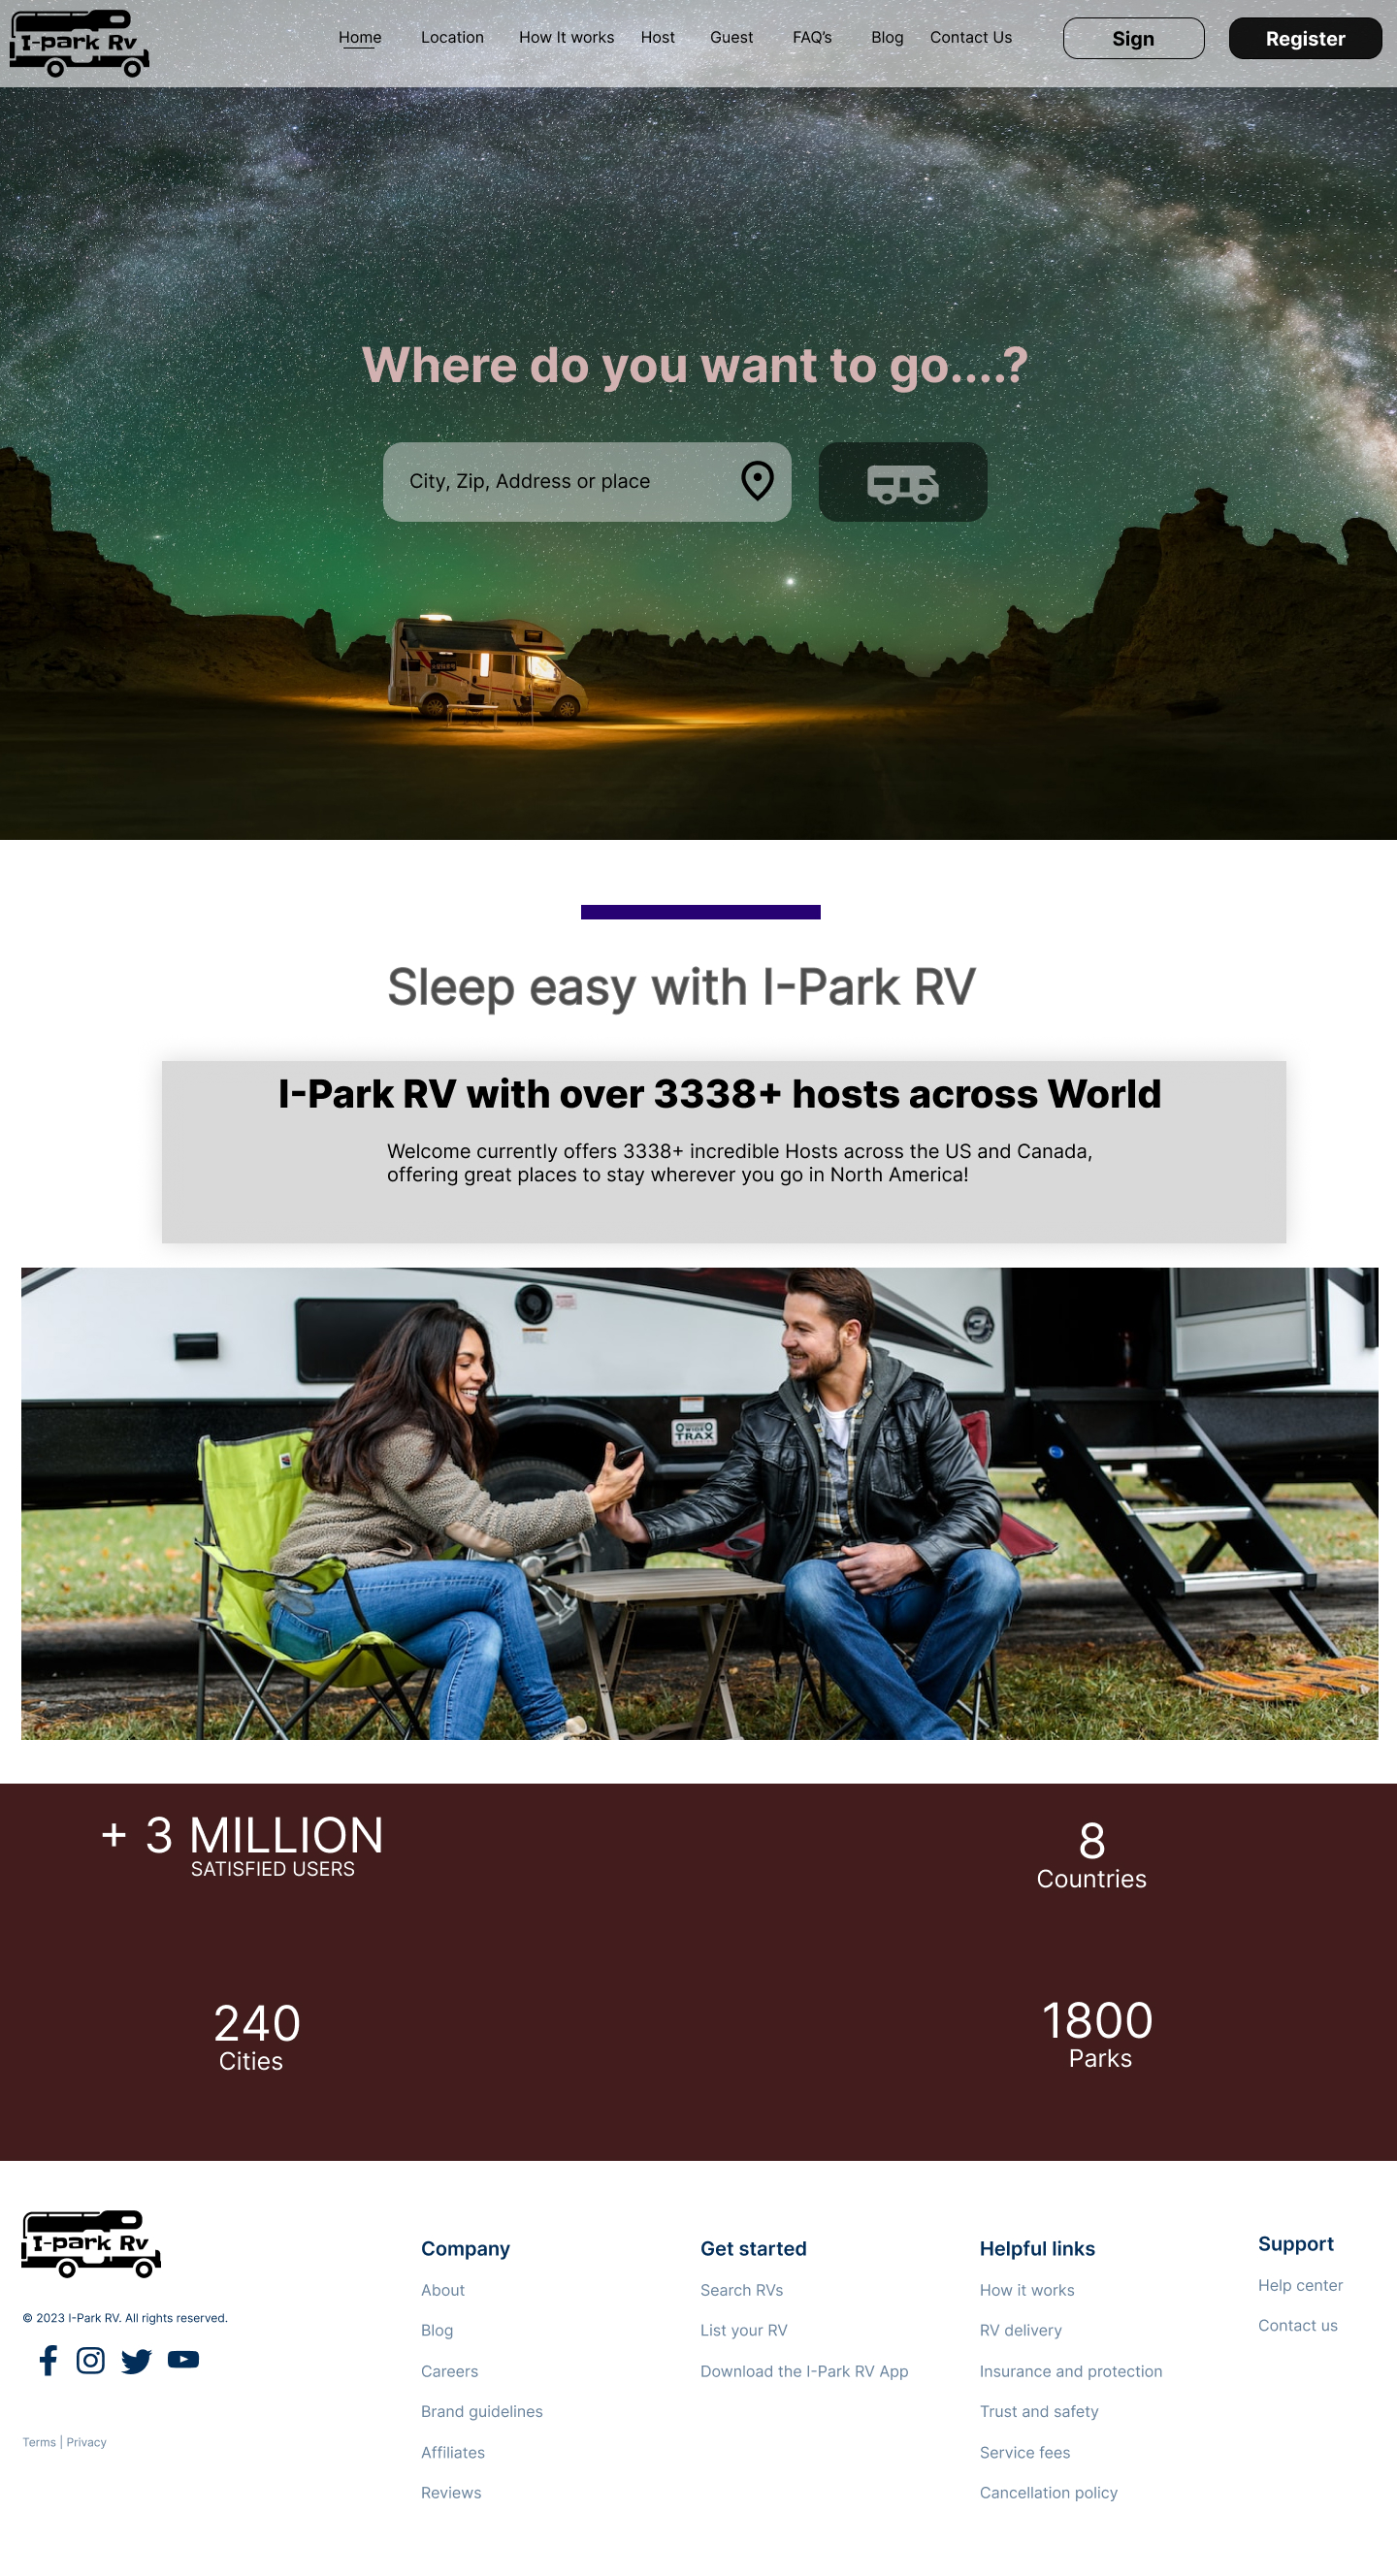 I-park Rv
Home Location How It works Host Guest FAQ's Blog Contact Us Sign Register
Where do you want to go....?
City, Zip, Address or place
Sleep easy with I-Park RV
I-Park RV with over 3338+ hosts across World
Welcome currently offers 3338+ incredible Hosts across the US and Canada,
offering great places to stay wherever you go in North America!
WIDE
TRAX
+ 3 MILLION
SATISFIED USERS
8
Countries
240
Cities
1800
Parks
I-park Rv
© 2023 I-Park RV. All rights reserved.
Terms | Privacy
Company
About
Blog
Careers
Brand guidelines
Affiliates
Reviews
Get started
Search RVs
List your RV
Download the I-Park RV App
Helpful links
How it works
RV delivery
Insurance and protection
Trust and safety
Service fees
Cancellation policy
Support
Help center
Contact us